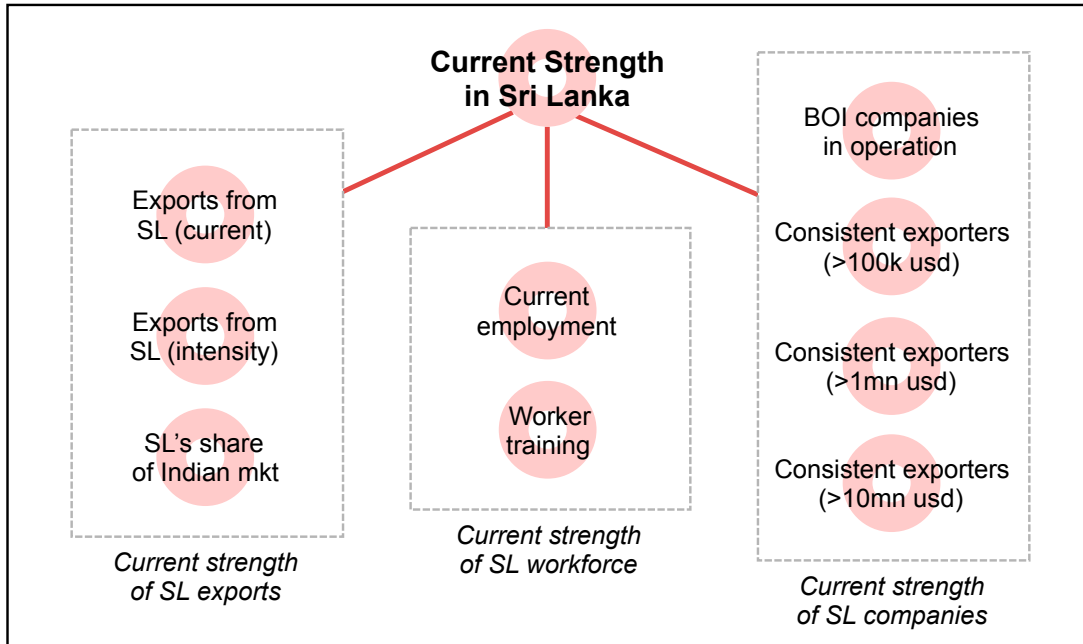 Current Strength
in Sri Lanka
Exports from
SL (current)
Exports from
SL (intensity)
SL's share
of Indian mkt
Current strength
of SL exports
Current
employment
Worker
training
Current strength
of SL workforce
BOI companies
in operation
Consistent exporters
(>100k usd)
Consistent exporters
(>1mn usd)
Consistent exporters
(>10mn usd)
Current strength
of SL companies